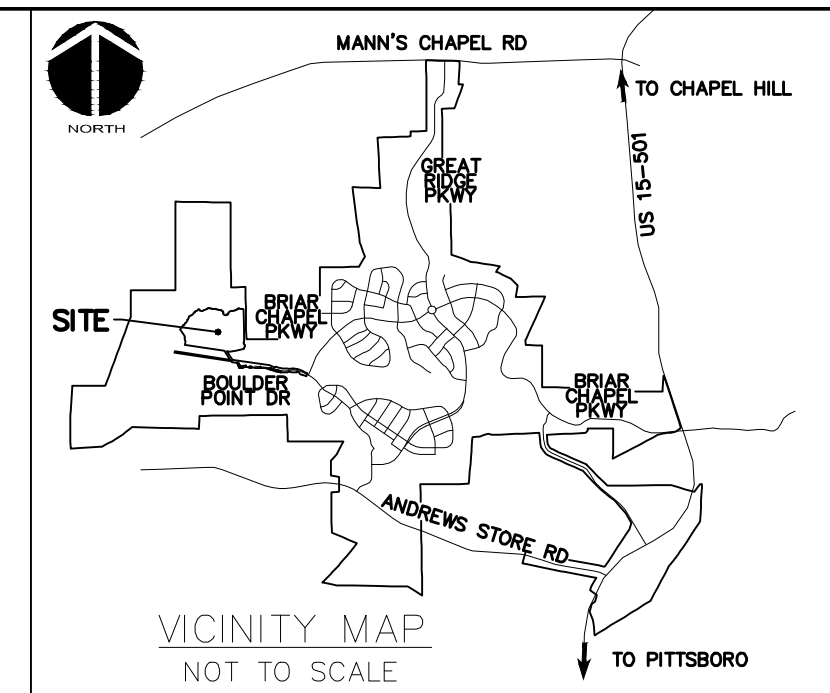 MANN'S CHAPEL RD
TO CHAPEL HILL
NORTH
US 15-501
GREAT
RIDGE
PKWY
BRIAR
CHAPEL
PKWY
SITE
BOULDER
POINT DR
BRIAR
CHAPEL
PKWY
ANDREWS STORE RD
VICINITY MAP
NOT TO SCALE
TO PITTSBORO